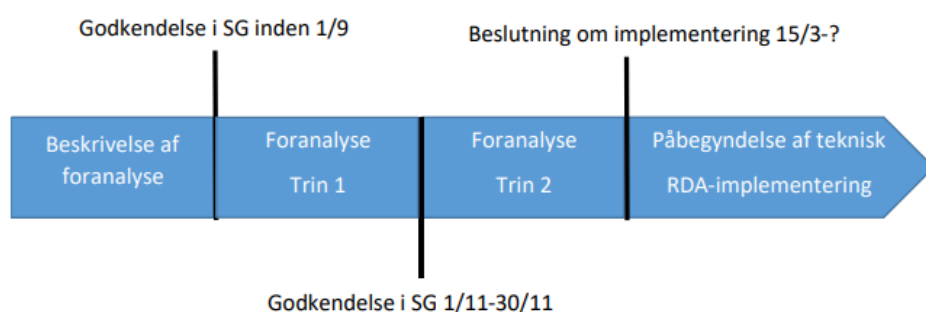 Godkendelse i SG inden 1/9
Beslutning om implementering 15/3-?
Beskrivelse af
foranalyse
Foranalyse
Trin 1
Foranalyse
Trin 2
Påbegyndelse af teknisk
RDA-implementering
Godkendelse i SG 1/11-30/11